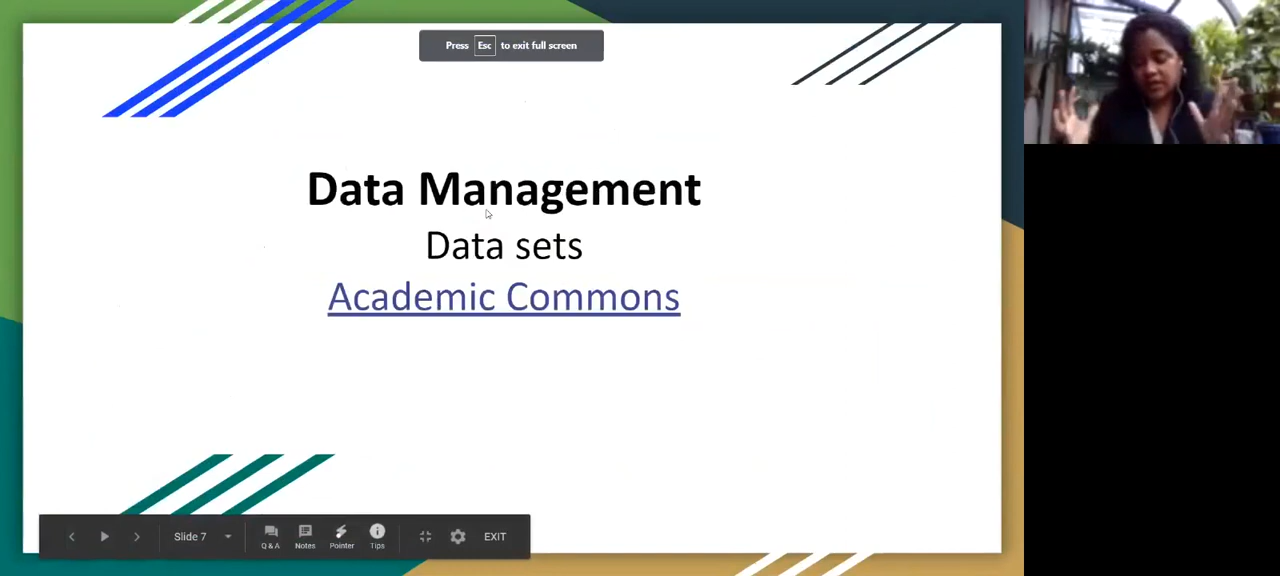 Press Esc to exit full screen
Data Management
Data sets
Academic Commons
Slide 7
Q & A
Notes
Pointer
Tips
EXIT